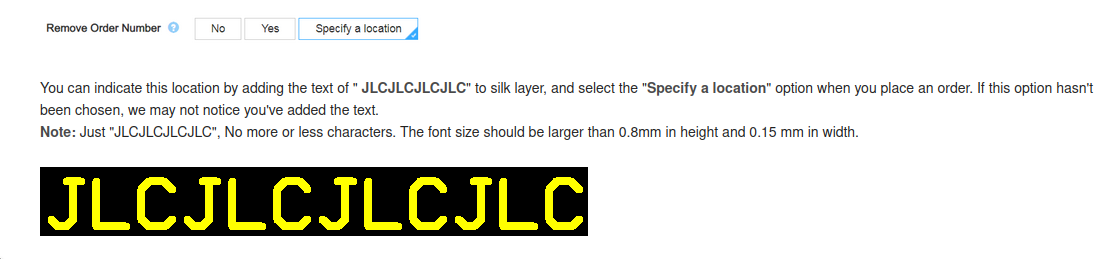 Remove Order Number ? No Yes Specify a location
You can indicate this location by adding the text of " JLCJLCJLCJLC" to silk layer, and select the "Specify a location" option when you place an order. If this option hasn't
been chosen, we may not notice you've added the text.
Note: Just "JLCJLCJLCJLC", No more or less characters. The font size should be larger than 0.8mm in height and 0.15 mm in width.
JLCJLCJLCJLC